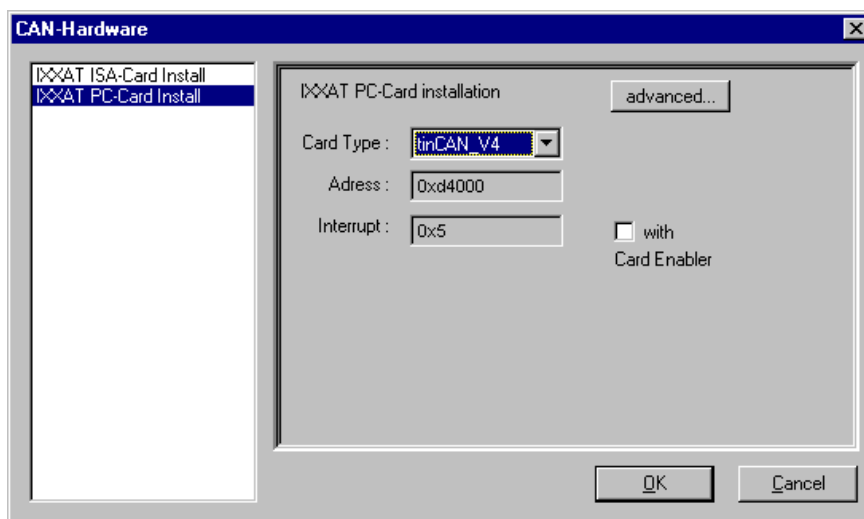 CAN-Hardware
IXXAT ISA-Card Install
IXXAT PC-Card Install
IXXAT PC-Card installation
advanced...
Card Type :
tinCAN_V4
Adress :
0xd4000
Interrupt :
0x5
with
Card Enabler
OK
Cancel